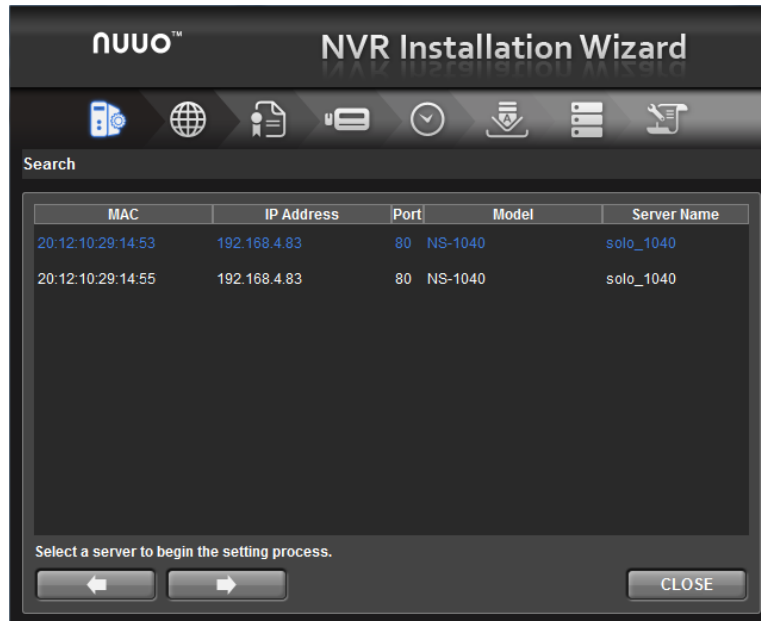 nuuo™ NVR Installation Wizard
Search
MAC IP Address Port Model Server Name
20:12:10:29:14:53 192.168.4.83 80 NS-1040 solo_1040
20:12:10:29:14:55 192.168.4.83 80 NS-1040 solo_1040
Select a server to begin the setting process.
CLOSE